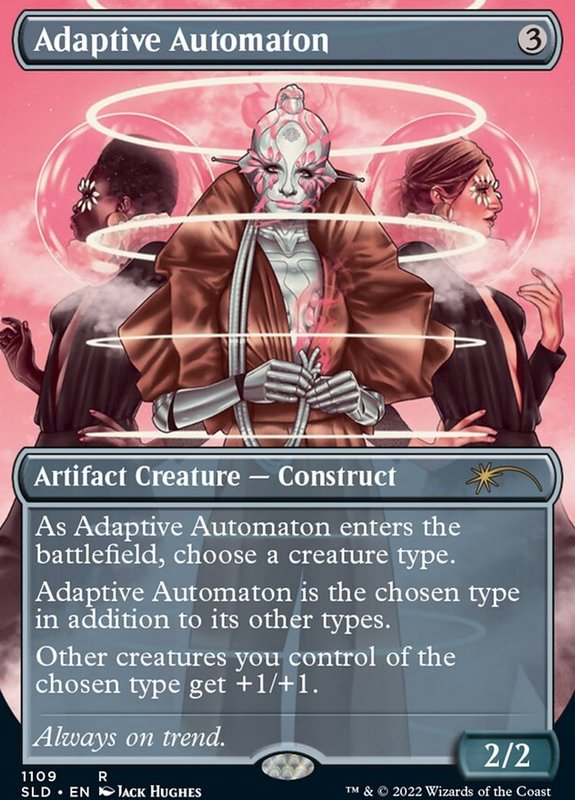 Adaptive Automaton 3
Artifact Creature — Construct
As Adaptive Automaton enters the
battlefield, choose a creature type.
Adaptive Automaton is the chosen type
in addition to its other types.
Other creatures you control of the
chosen type get +1/+1.
Always on trend.
2/2
1109 R
SLD • EN Jack Hughes
™ & © 2022 Wizards of the Coast